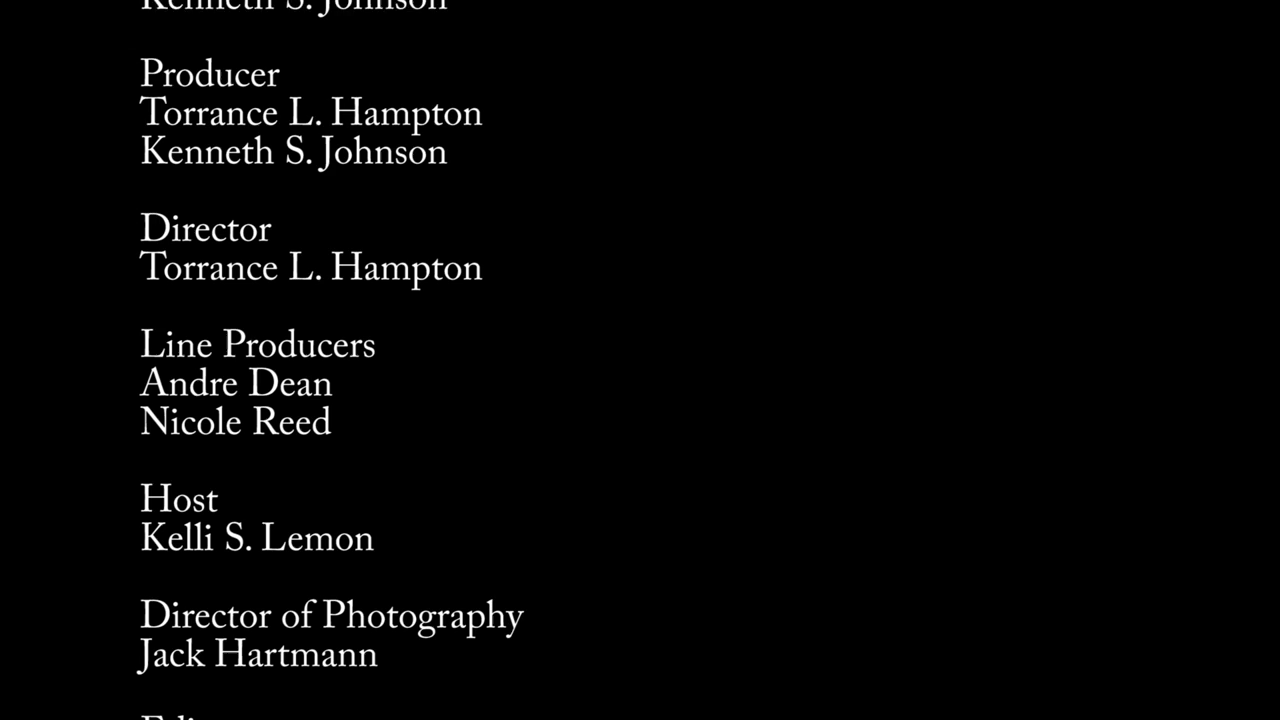 Kenneth S. Johnson
Producer
Torrance L. Hampton
Kenneth S. Johnson
Director
Torrance L. Hampton
Line Producers
Andre Dean
Nicole Reed
Host
Kelli S. Lemon
Director of Photography
Jack Hartmann